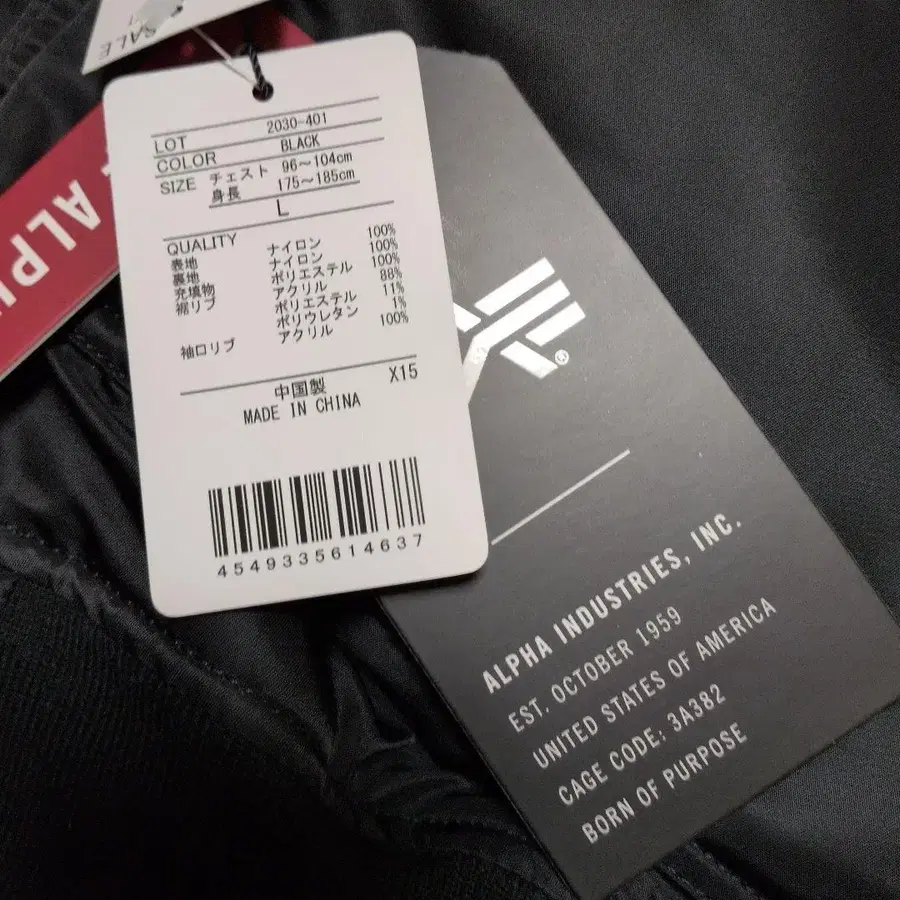 SALE
ALPH
LOT 2030-401
COLOR BLACK
SIZE チェスト 96〜104cm
身長 175〜185cm
L
QUALITY
表地 ナイロン 100%
裏地 ナイロン 100%
充填物 ポリエステル 100%
裾リブ アクリル 88%
ポリエステル 11%
ポリウレタン 1%
袖口リブ アクリル 100%
X15
中国製
MADE IN CHINA
4549335614637
ALPHA INDUSTRIES, INC.
EST. OCTOBER 1959
UNITED STATES OF AMERICA
CAGE CODE: 3A382
BORN OF PURPOSE